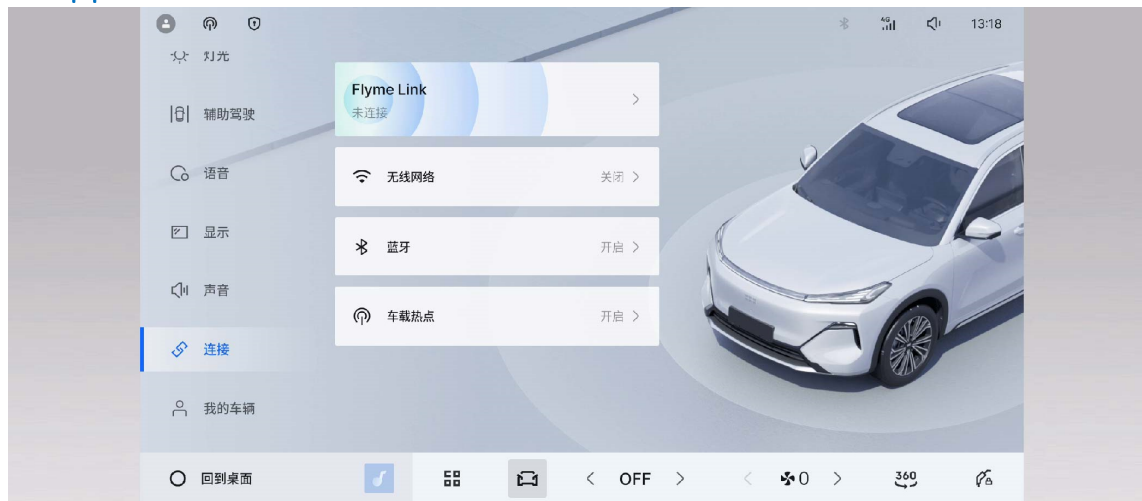 4G
13:18
灯光
辅助驾驶
语音
显示
声音
连接
我的车辆
Flyme Link
未连接
无线网络
关闭
蓝牙
开启
车载热点
开启
回到桌面
OFF
0
360